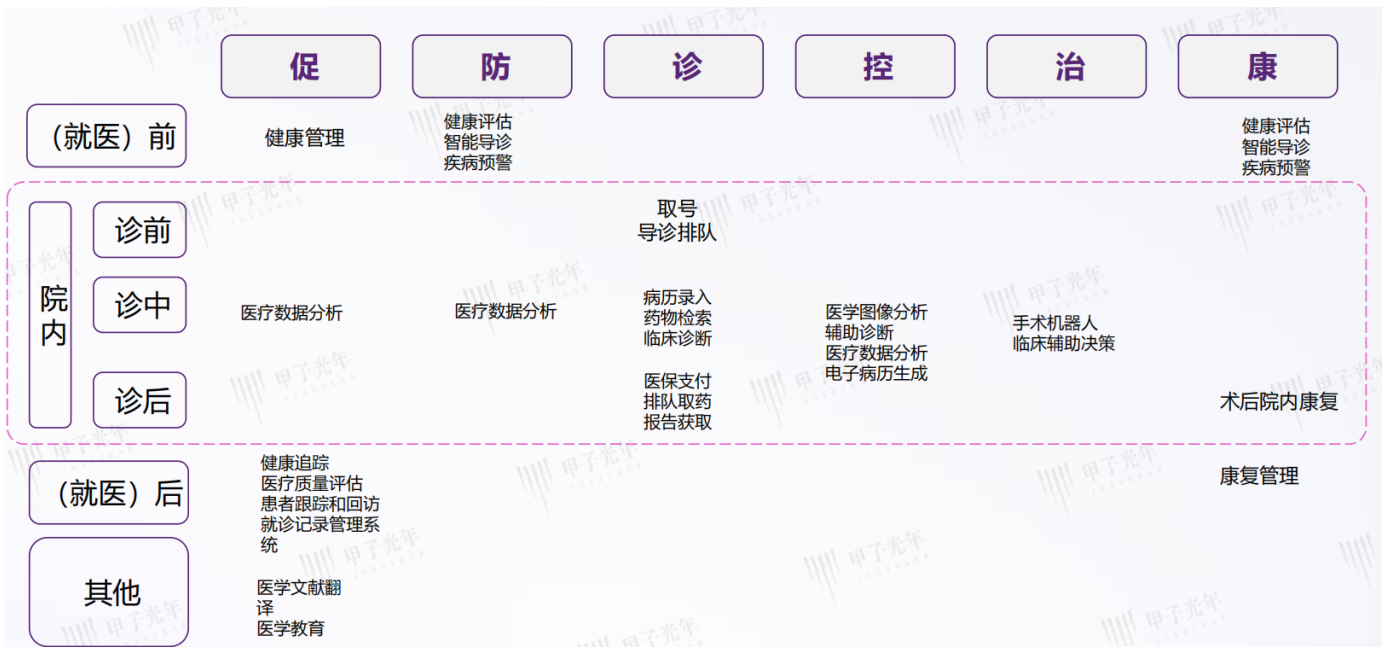 促
防
诊
控
治
康
（就医）前
健康管理
健康评估
智能导诊
疾病预警
健康评估
智能导诊
疾病预警
院
内
诊前
取号
导诊排队
诊中
医疗数据分析
医疗数据分析
病历录入
药物检索
临床诊断
医学图像分析
辅助诊断
医疗数据分析
电子病历生成
手术机器人
临床辅助决策
诊后
医保支付
排队取药
报告获取
术后院内康复
（就医）后
健康追踪
医疗质量评估
患者跟踪和回访
就诊记录管理系
统
康复管理
其他
医学文献翻
译
医学教育
甲子光年